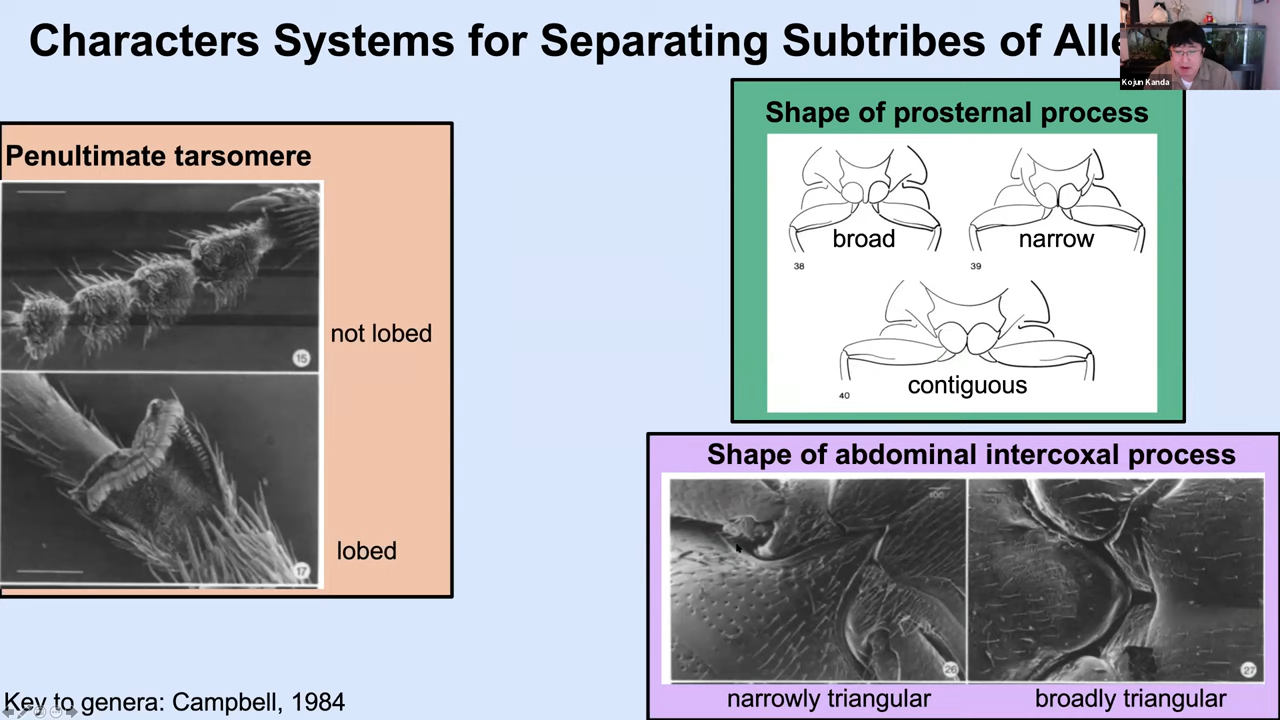 Characters Systems for Separating Subtribes of Alle
Kojun Kanda
Penultimate tarsomere
15
not lobed
17
lobed
Shape of prosternal process
broad
narrow
38
39
contiguous
40
Shape of abdominal intercoxal process
26
27
narrowly triangular
broadly triangular
Key to genera: Campbell, 1984